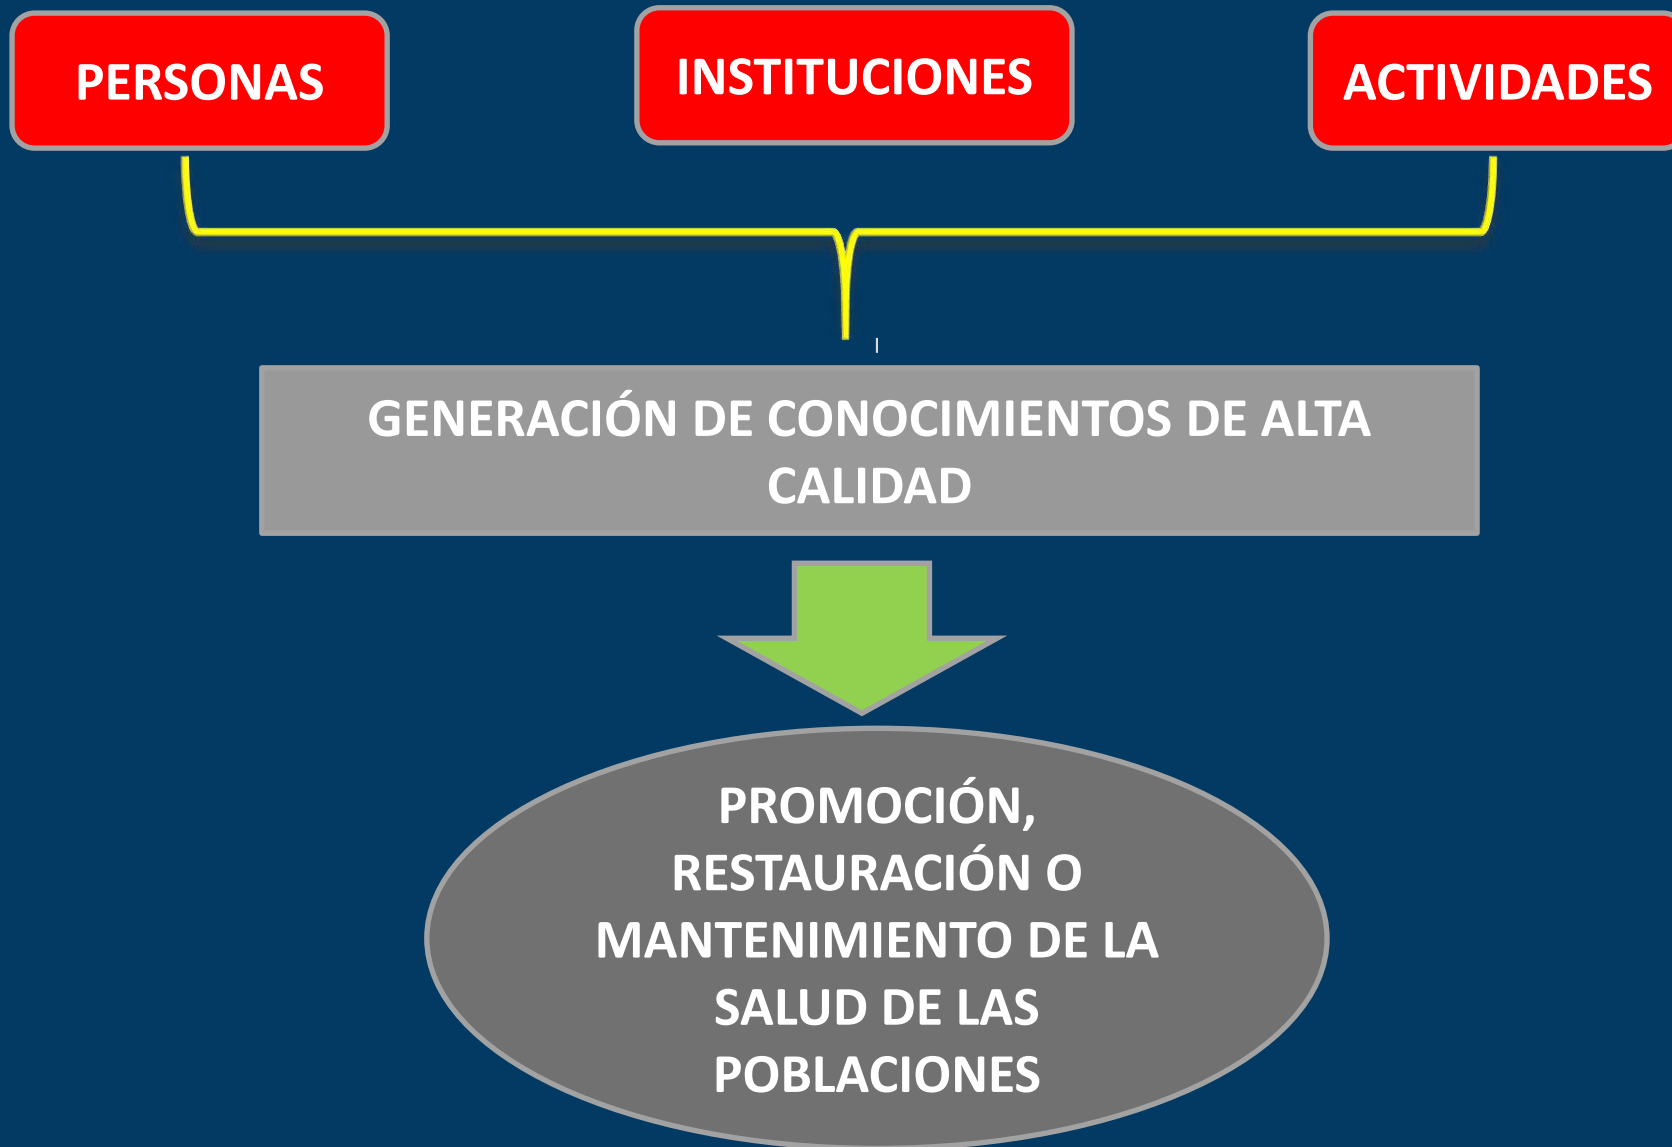 PERSONAS
INSTITUCIONES
ACTIVIDADES
GENERACIÓN DE CONOCIMIENTOS DE ALTA
CALIDAD
PROMOCIÓN,
RESTAURACIÓN O
MANTENIMIENTO DE LA
SALUD DE LAS
POBLACIONES